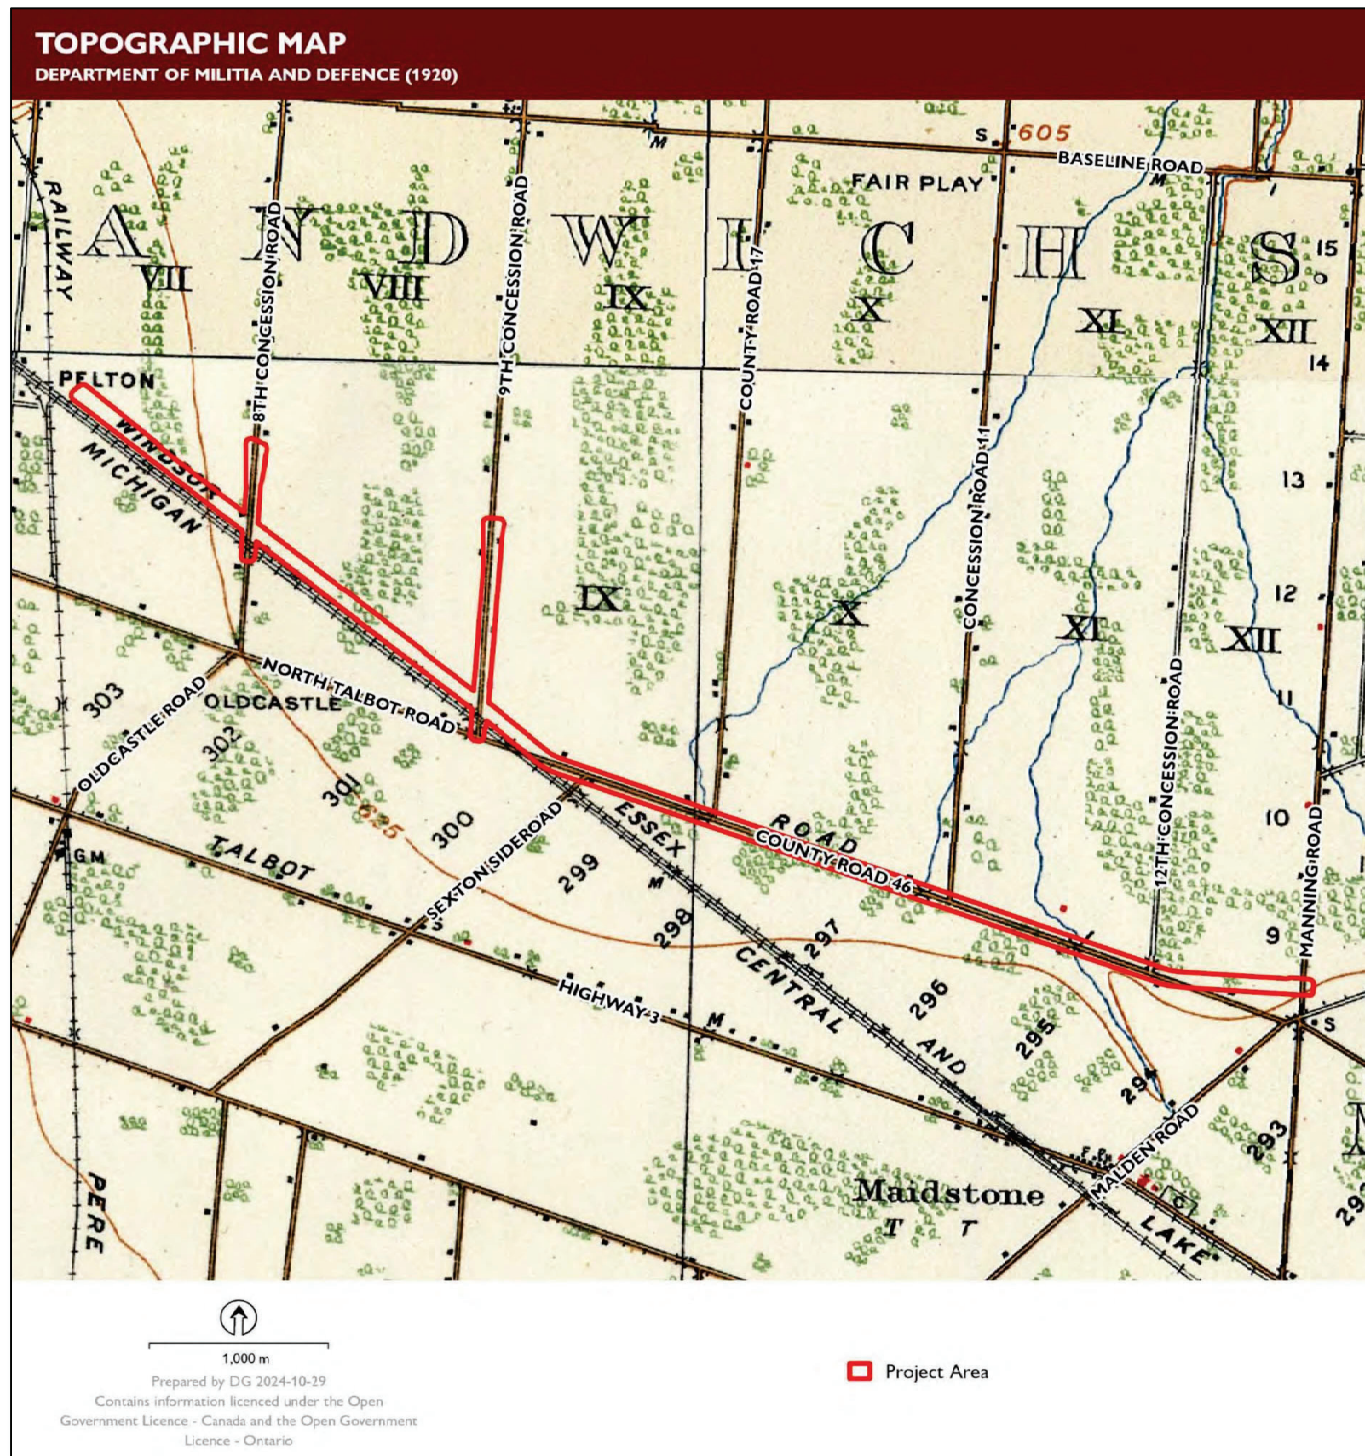 TOPOGRAPHIC MAP
DEPARTMENT OF MILITIA AND DEFENCE (1920)
S
605
BASELINE ROAD
M
M
FAIR PLAY
RAILWAY
A N D W I C H S.
15
VII
VIII
IX
X
XI
XII
14
8TH CONCESSION ROAD
9TH CONCESSION ROAD
COUNTY ROAD 17
CONCESSION ROAD 11
12TH CONCESSION ROAD
MANNING ROAD
PELTON
WINDSOR
MICHIGAN
13
12
IX
X
XI
XII
11
NORTH TALBOT ROAD
OLDCASTLE
OLDCASTLE ROAD
303
302
301
300
299
298
297
296
295
294
293
625
10
9
GM
TALBOT
SEXTON SIDEROAD
S
ESSEX
M
ROAD
COUNTY ROAD 46
CENTRAL
AND
HIGHWAY 3
M
S
MALDEN ROAD
Maidstone
T T
LAKE
PERE
1,000 m
Prepared by DG 2024-10-29
Contains information licenced under the Open
Government Licence - Canada and the Open Government
Licence - Ontario
Project Area